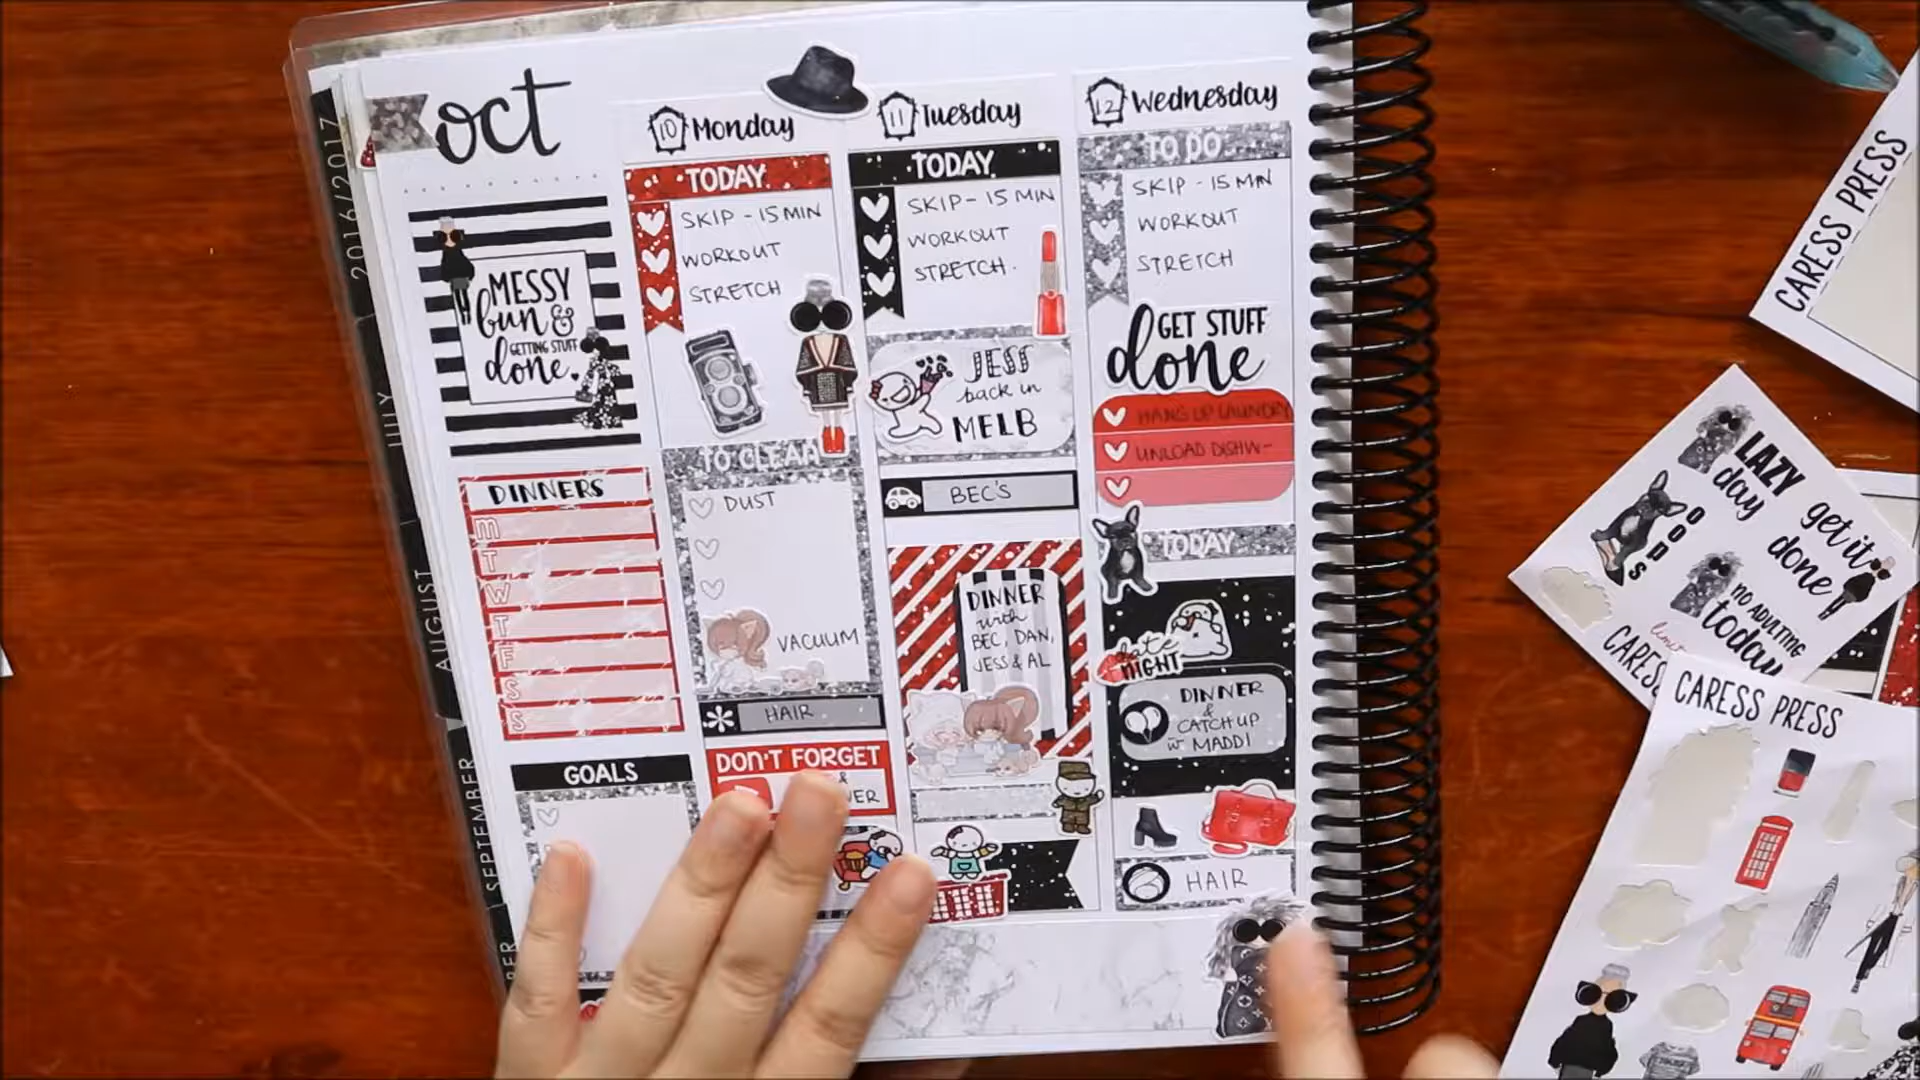 2016/2017
JULY
AUGUST
SEPTEMBER
oct
MESSY
bun &
GETTING STUFF
done.
DINNERS
M
T
W
T
F
S
S
GOALS
10 Monday
TODAY
SKIP - 15 MIN
WORKOUT
STRETCH
TO CLEAN
DUST
VACUUM
HAIR
DON'T FORGET
&
11 Tuesday
TODAY
SKIP - 15 MIN
WORKOUT
STRETCH.
JESS
back in
MELB
BEC'S
DINNER
with
BEC, DAN,
JESS & AL
12 Wednesday
TO DO
SKIP - 15 MIN
WORKOUT
STRETCH
GET STUFF
done
HANG UP LAUNDRY
UNLOAD DISHW-
TODAY
date
NIGHT
DINNER
&
CATCH UP
w MADDI
HAIR
CARESS PRESS
LAZY
day
get it
done
OOPS
NO ADULTING
today
CARESS PRESS